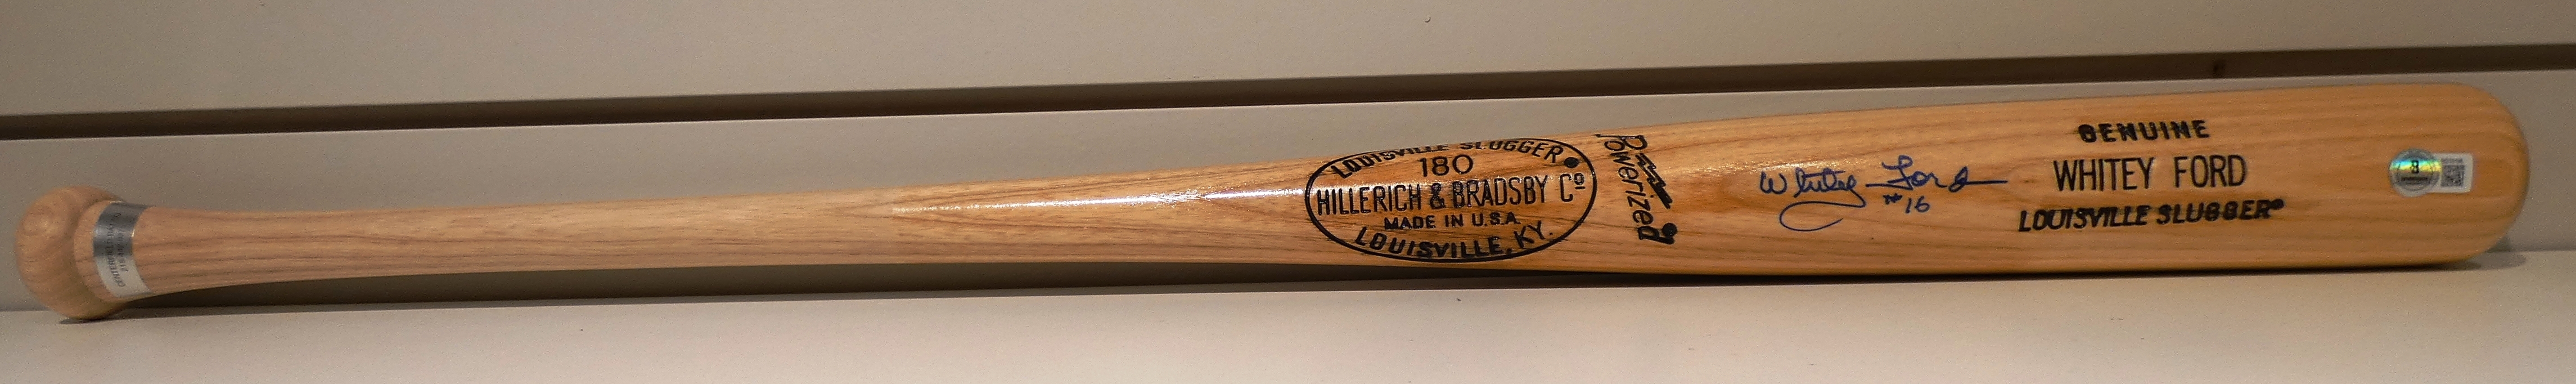 LOUISVILLE SLUGGER
180
HILLERICH & BRADSBY Cº
MADE IN U.S.A.
LOUISVILLE, KY.
Powerized
Whitey Ford
#16
GENUINE
WHITEY FORD
LOUISVILLE SLUGGER®
B